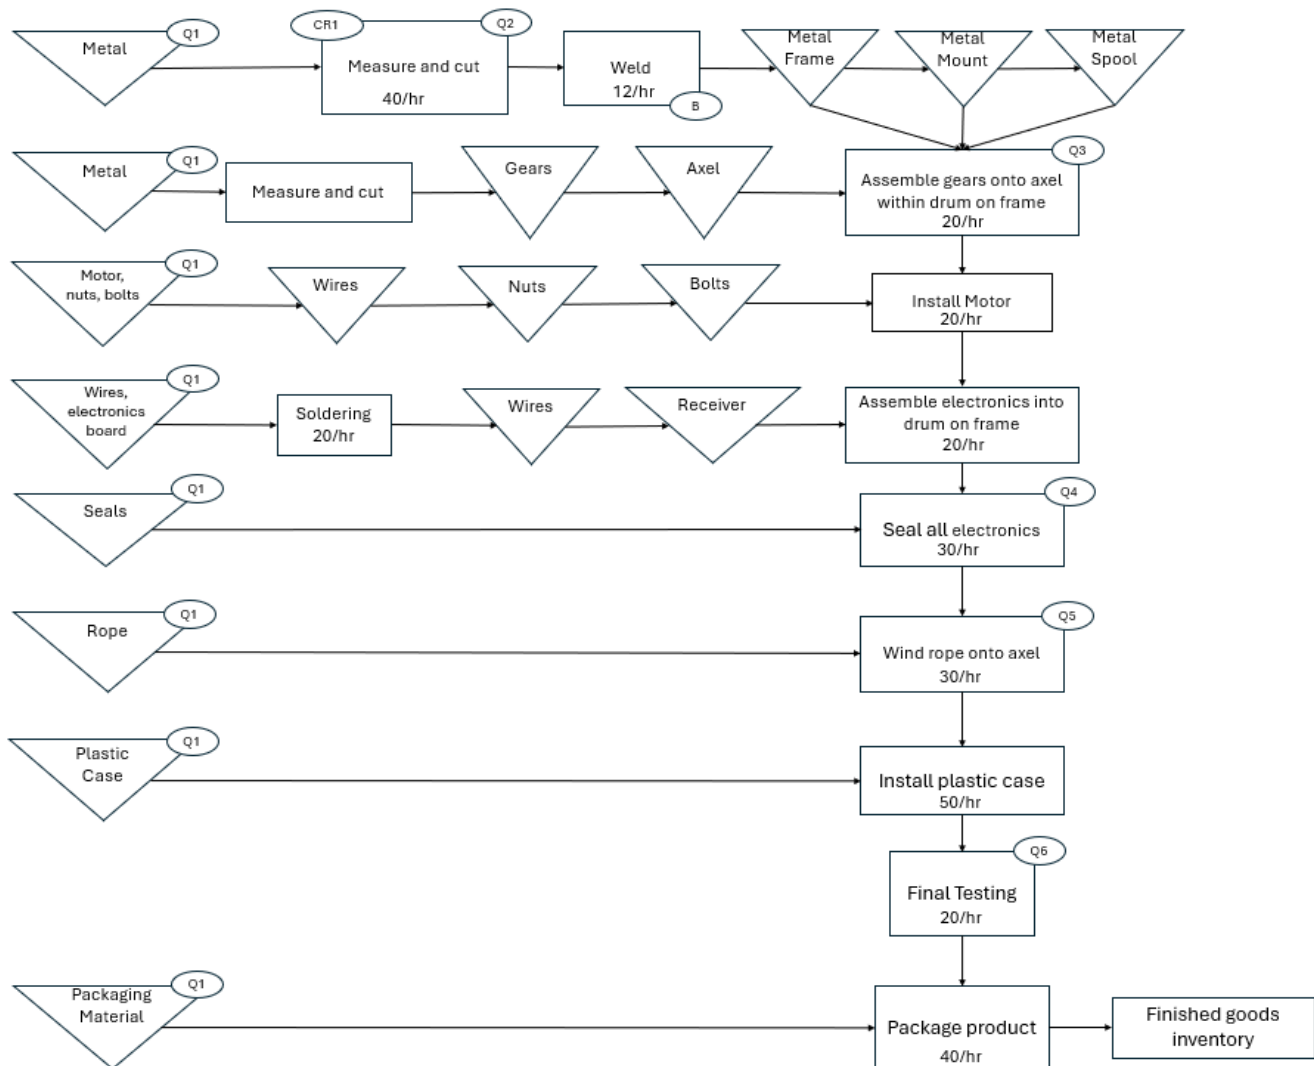 Metal
Q1
CR1
Q2
Measure and cut
40/hr
Weld
12/hr
B
Metal
Frame
Metal
Mount
Metal
Spool
Metal
Q1
Measure and cut
Gears
Axel
Q3
Assemble gears onto axel
within drum on frame
20/hr
Motor,
nuts, bolts
Q1
Wires
Nuts
Bolts
Install Motor
20/hr
Wires,
electronics
board
Q1
Soldering
20/hr
Wires
Receiver
Assemble electronics into
drum on frame
20/hr
Seals
Q1
Q4
Seal all electronics
30/hr
Rope
Q1
Q5
Wind rope onto axel
30/hr
Plastic
Case
Q1
Install plastic case
50/hr
Q6
Final Testing
20/hr
Packaging
Material
Q1
Package product
40/hr
Finished goods
inventory